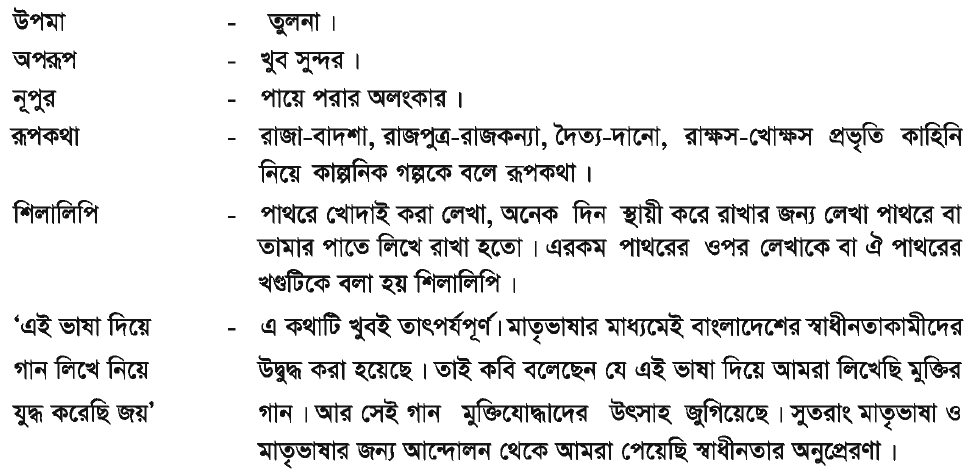 উপমা - তুলনা ।
অপরূপ - খুব সুন্দর ।
নূপুর - পায়ে পরার অলংকার ।
রূপকথা - রাজা-বাদশা, রাজপুত্র-রাজকন্যা, দৈত্য-দানো, রাক্ষস-খোক্ষস প্রভৃতি কাহিনি
নিয়ে কাল্পনিক গল্পকে বলে রূপকথা ।
শিলালিপি - পাথরে খোদাই করা লেখা, অনেক দিন স্থায়ী করে রাখার জন্য লেখা পাথরে বা
তামার পাতে লিখে রাখা হতো । এরকম পাথরের ওপর লেখাকে বা ঐ পাথরের
খণ্ডটিকে বলা হয় শিলালিপি ।
‘এই ভাষা দিয়ে - এ কথাটি খুবই তাৎপর্যপূর্ণ। মাতৃভাষার মাধ্যমেই বাংলাদেশের স্বাধীনতাকামীদের
গান লিখে নিয়ে উদ্বুদ্ধ করা হয়েছে । তাই কবি বলেছেন যে এই ভাষা দিয়ে আমরা লিখেছি মুক্তির
যুদ্ধ করেছি জয়’ গান । আর সেই গান মুক্তিযোদ্ধাদের উৎসাহ জুগিয়েছে । সুতরাং মাতৃভাষা ও
মাতৃভাষার জন্য আন্দোলন থেকে আমরা পেয়েছি স্বাধীনতার অনুপ্রেরণা ।